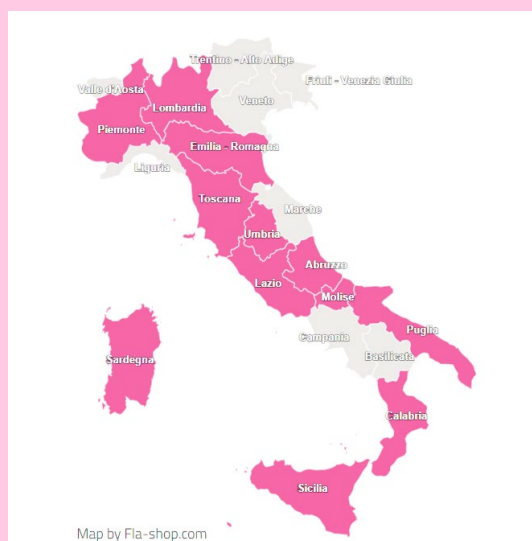 Trentino - Alto Adige
Friuli - Venezia Giulia
Valle d'Aosta
Lombardia
Veneto
Piemonte
Emilia - Romagna
Liguria
Toscana
Marche
Umbria
Abruzzo
Lazio
Molise
Puglia
Campania
Basilicata
Sardegna
Calabria
Sicilia
Map by Fla-shop.com